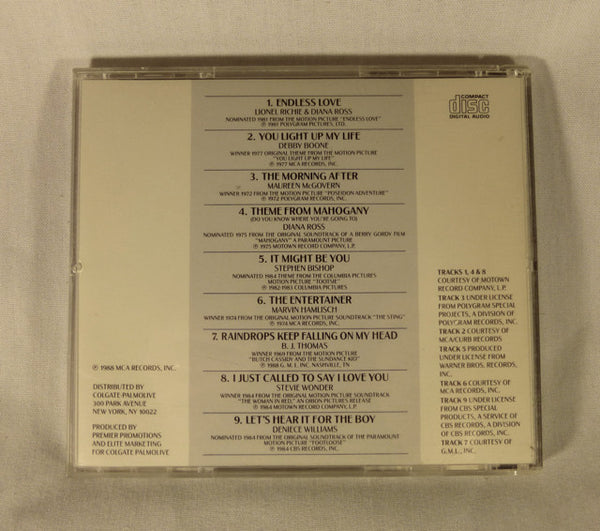 1. ENDLESS LOVE
LIONEL RICHIE & DIANA ROSS
NOMINATED 1981 FROM THE MOTION PICTURE "ENDLESS LOVE"
℗ 1981 POLYGRAM PICTURES, LTD.
2. YOU LIGHT UP MY LIFE
DEBBY BOONE
WINNER 1977 ORIGINAL THEME FROM THE MOTION PICTURE
"YOU LIGHT UP MY LIFE"
℗ 1977 MCA RECORDS, INC.
3. THE MORNING AFTER
MAUREEN McGOVERN
WINNER 1972 FROM THE MOTION PICTURE "POSEIDON ADVENTURE"
℗ 1972 POLYGRAM RECORDS, INC.
4. THEME FROM MAHOGANY
(DO YOU KNOW WHERE YOU'RE GOING TO)
DIANA ROSS
NOMINATED 1975 FROM THE ORIGINAL SOUNDTRACK OF A BERRY GORDY FILM
"MAHOGANY" A PARAMOUNT PICTURE
℗ 1975 MOTOWN RECORD COMPANY, L.P.
5. IT MIGHT BE YOU
STEPHEN BISHOP
NOMINATED 1984 THEME FROM THE COLUMBIA PICTURES
MOTION PICTURE "TOOTSIE"
℗ 1982 1983 COLUMBIA PICTURES
6. THE ENTERTAINER
MARVIN HAMLISCH
WINNER 1974 FROM THE ORIGINAL MOTION PICTURE SOUNDTRACK "THE STING"
℗ 1974 MCA RECORDS, INC.
7. RAINDROPS KEEP FALLING ON MY HEAD
B. J. THOMAS
WINNER 1969 FROM THE MOTION PICTURE
"BUTCH CASSIDY AND THE SUNDANCE KID"
℗ 1988 G.M.I. INC. NASHVILLE, TN
8. I JUST CALLED TO SAY I LOVE YOU
STEVIE WONDER
WINNER 1984 FROM THE ORIGINAL MOTION PICTURE SOUNDTRACK
"THE WOMAN IN RED", AN ORION PICTURES RELEASE
℗ 1984 MOTOWN RECORD COMPANY, L.P.
9. LET'S HEAR IT FOR THE BOY
DENIECE WILLIAMS
NOMINATED 1984 FROM THE ORIGINAL SOUNDTRACK OF THE PARAMOUNT
MOTION PICTURE "FOOTLOOSE"
℗ 1984 CBS RECORDS, INC.
COMPACT
disc
DIGITAL AUDIO
℗ 1988 MCA RECORDS, INC.
DISTRIBUTED BY
COLGATE-PALMOLIVE
300 PARK AVENUE
NEW YORK, NY 10022
PRODUCED BY
PREMIER PROMOTIONS
AND ELITE MARKETING
FOR COLGATE PALMOLIVE
TRACKS 1, 4 & 8
COURTESY OF MOTOWN
RECORD COMPANY, L.P.
TRACK 3 UNDER LICENSE
FROM POLYGRAM SPECIAL
PROJECTS, A DIVISION OF
POLYGRAM RECORDS, INC.
TRACK 2 COURTESY OF
MCA/CURB RECORDS
TRACK 5 PRODUCED
UNDER LICENSE FROM
WARNER BROS. RECORDS,
INC.
TRACK 6 COURTESY OF
MCA RECORDS, INC.
TRACK 9 UNDER LICENSE
FROM CBS SPECIAL
PRODUCTS, A SERVICE OF
CBS RECORDS, A DIVISION
OF CBS RECORDS, INC.
TRACK 7 COURTESY OF
G.M.L., INC.